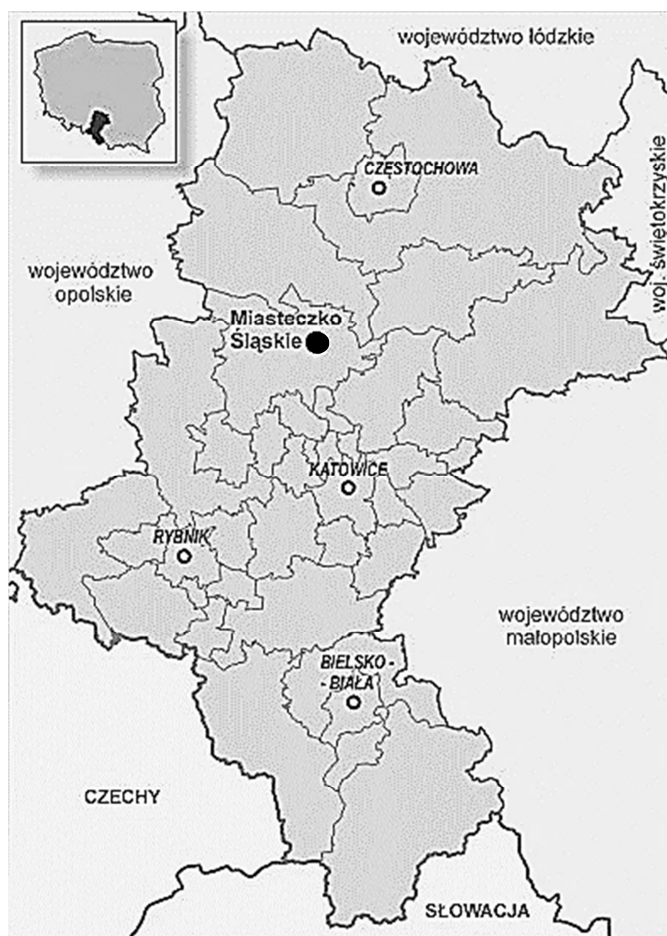 województwo łódzkie
CZĘSTOCHOWA
woj. świętokrzyskie
województwo
opolskie
Miasteczko
Śląskie
KATOWICE
RYBNIK
województwo
małopolskie
BIELSKO -
- BIAŁA
CZECHY
SŁOWACJA